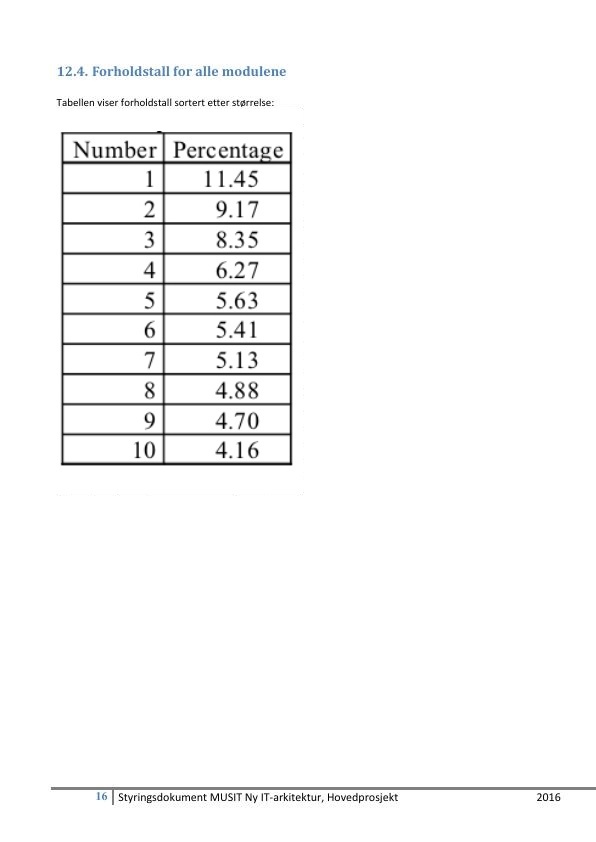 12.4. Forholdstall for alle modulene
Tabellen viser forholdstall sortert etter størrelse:
Number Percentage
1 11.45
2 9.17
3 8.35
4 6.27
5 5.63
6 5.41
7 5.13
8 4.88
9 4.70
10 4.16
16 Styringsdokument MUSIT Ny IT-arkitektur, Hovedprosjekt 2016